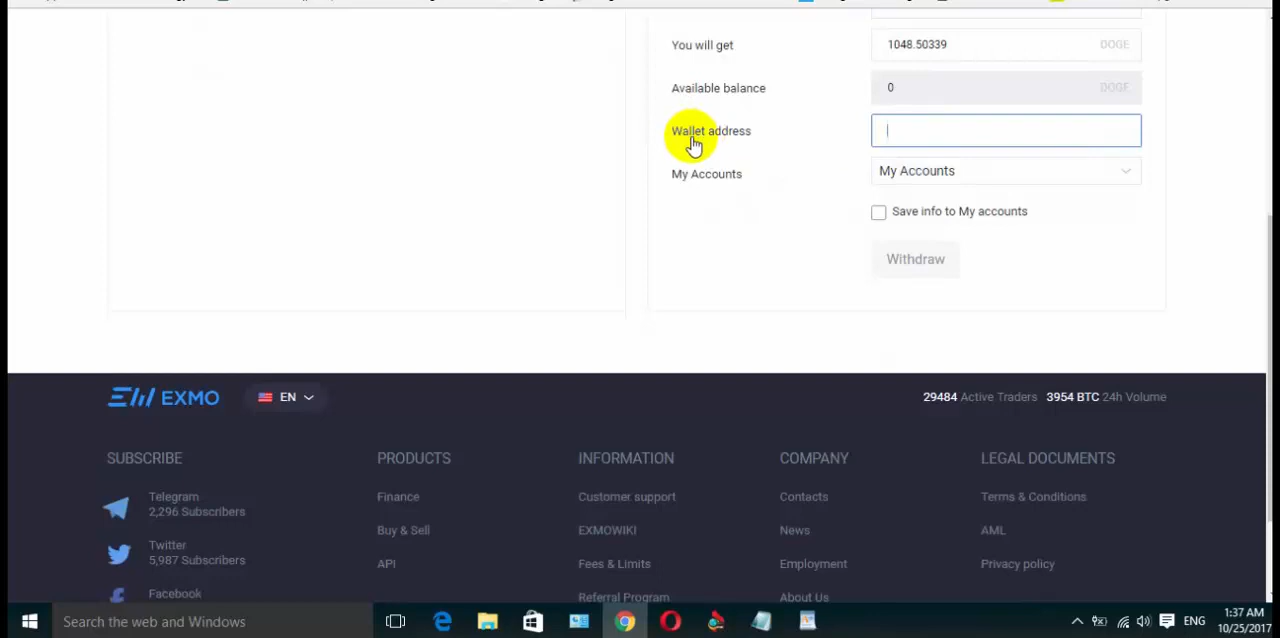 You will get
1048.50339 DOGE
Available balance
0 DOGE
Wallet address
My Accounts
My Accounts
Save info to My accounts
Withdraw
EXMO
EN
29484 Active Traders 3954 BTC 24h Volume
SUBSCRIBE
Telegram
2,296 Subscribers
Twitter
5,987 Subscribers
Facebook
PRODUCTS
Finance
Buy & Sell
API
INFORMATION
Customer support
EXMOWIKI
Fees & Limits
Referral Program
COMPANY
Contacts
News
Employment
About Us
LEGAL DOCUMENTS
Terms & Conditions
AML
Privacy policy
Search the web and Windows
ENG
1:37 AM
10/25/2017